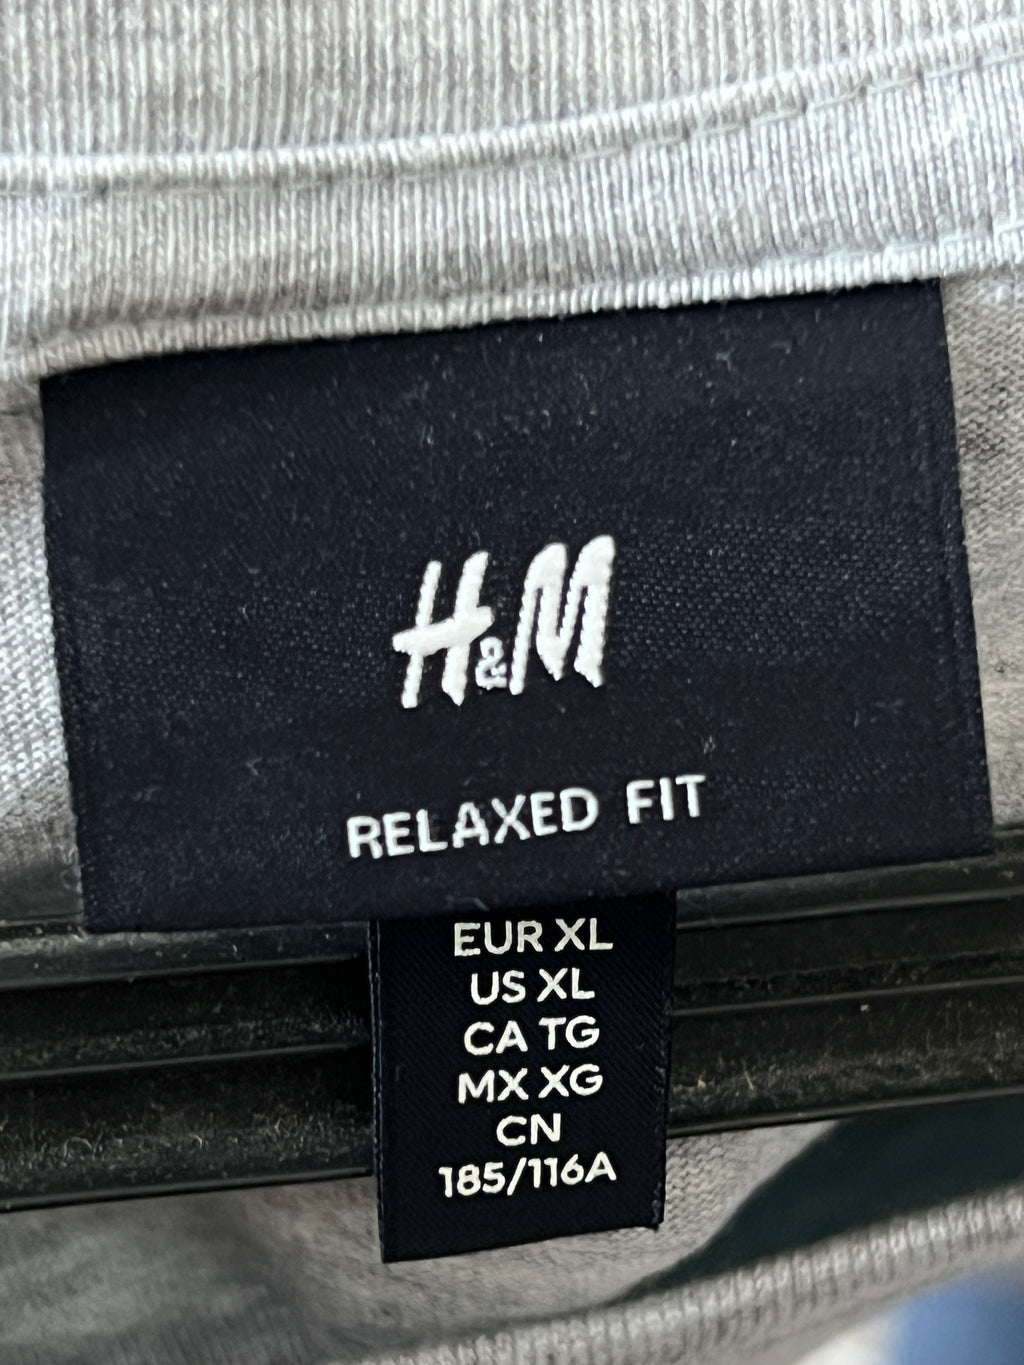 H&M
RELAXED FIT
EUR XL
US XL
CA TG
MX XG
CN
185/116A